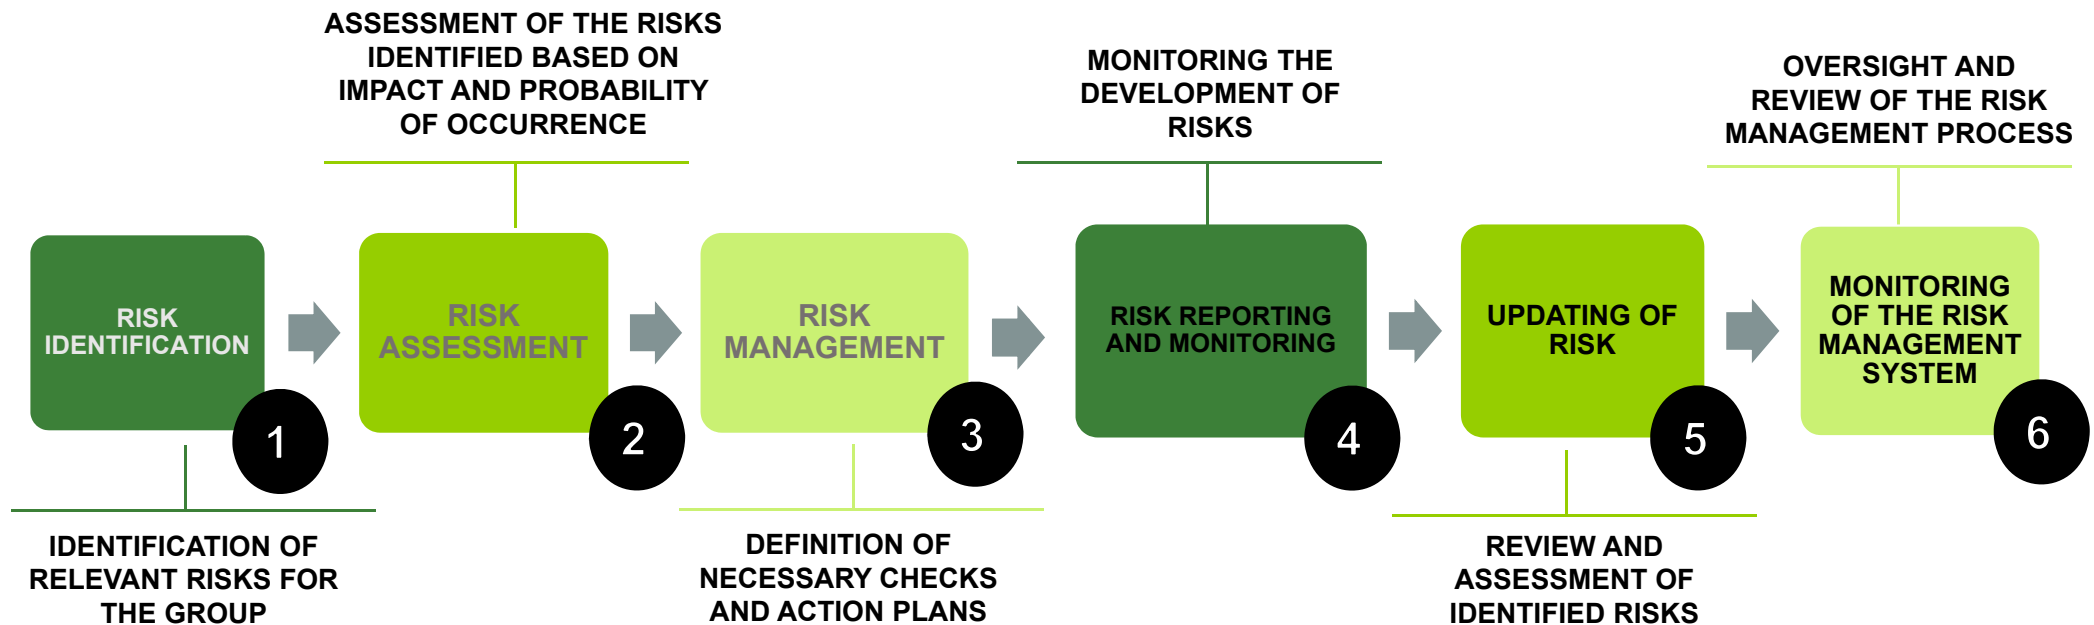 ASSESSMENT OF THE RISKS
IDENTIFIED BASED ON
IMPACT AND PROBABILITY
OF OCCURRENCE
MONITORING THE
DEVELOPMENT OF
RISKS
OVERSIGHT AND
REVIEW OF THE RISK
MANAGEMENT PROCESS
RISK
IDENTIFICATION
1
RISK
ASSESSMENT
2
RISK
MANAGEMENT
3
RISK REPORTING
AND MONITORING
4
UPDATING OF
RISK
5
MONITORING
OF THE RISK
MANAGEMENT
SYSTEM
6
IDENTIFICATION OF
RELEVANT RISKS FOR
THE GROUP
DEFINITION OF
NECESSARY CHECKS
AND ACTION PLANS
REVIEW AND
ASSESSMENT OF
IDENTIFIED RISKS